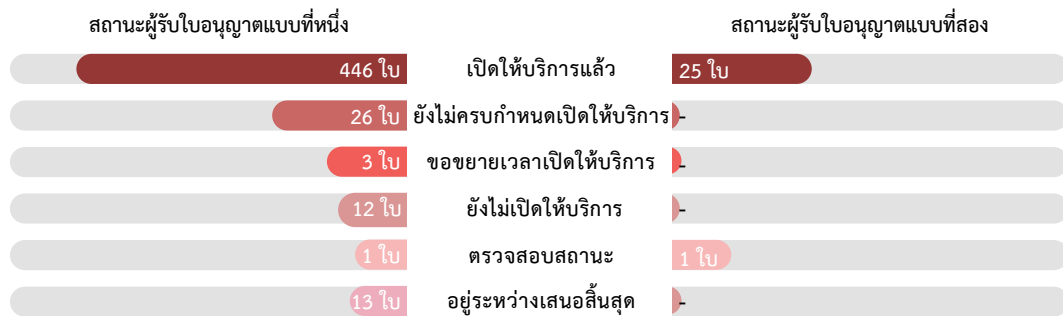 สถานะผู้รับใบอนุญาตแบบที่หนึ่ง สถานะผู้รับใบอนุญาตแบบที่สอง
446 ใบ เปิดให้บริการแล้ว 25 ใบ
26 ใบ ยังไม่ครบกำหนดเปิดให้บริการ -
3 ใบ ขอขยายเวลาเปิดให้บริการ -
12 ใบ ยังไม่เปิดให้บริการ -
1 ใบ ตรวจสอบสถานะ 1 ใบ
13 ใบ อยู่ระหว่างเสนอสิ้นสุด -